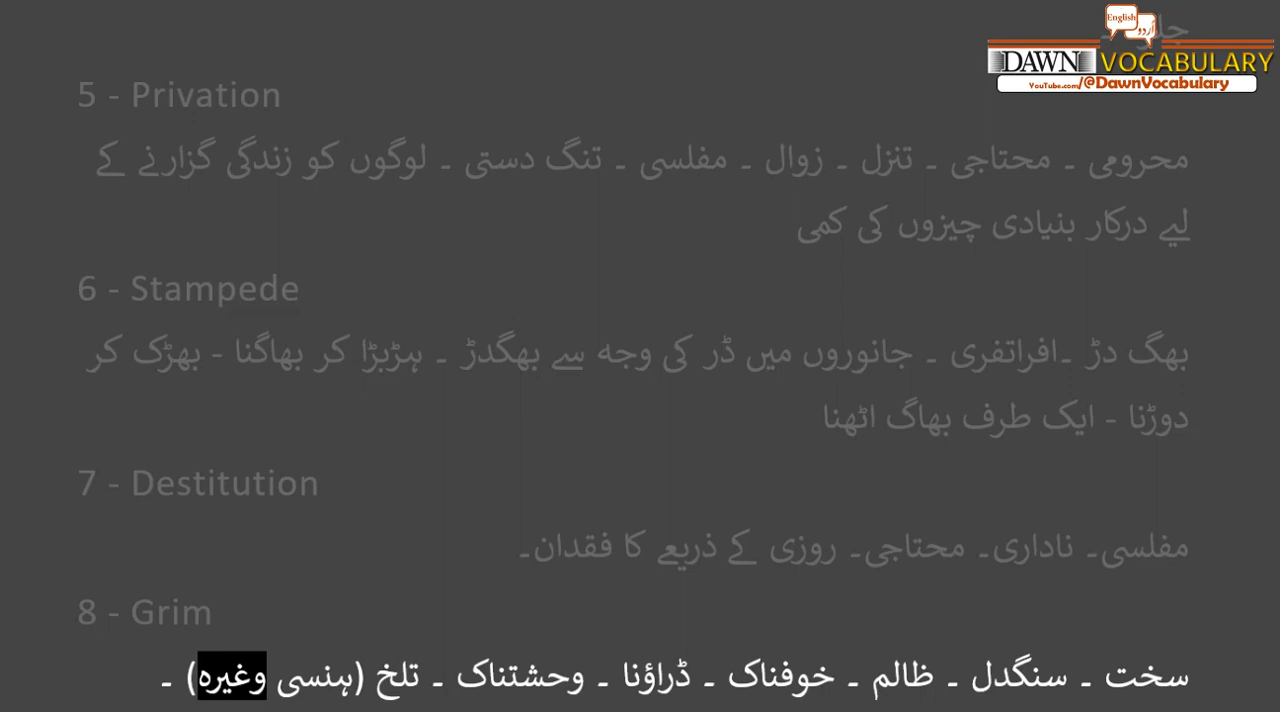 English
اُردو
DAWN VOCABULARY
YouTube.com/@DawnVocabulary
5 - Privation
محرومی ۔ محتاجی ۔ تنزل ۔ زوال ۔ مفلسی ۔ تنگ دستی ۔ لوگوں کو زندگی گزارنے کے
لیے درکار بنیادی چیزوں کی کمی
6 - Stampede
بھگ دڑ ۔افراتفری ۔ جانوروں میں ڈر کی وجہ سے بھگدڑ ۔ ہڑبڑا کر بھاگنا - بھڑک کر
دوڑنا - ایک طرف بھاگ اٹھنا
7 - Destitution
مفلسی۔ ناداری۔ محتاجی۔ روزی کے ذریعے کا فقدان۔
8 - Grim
سخت ۔ سنگدل ۔ ظالم ۔ خوفناک ۔ ڈراؤنا ۔ وحشتناک ۔ تلخ (ہنسی وغیرہ) ۔